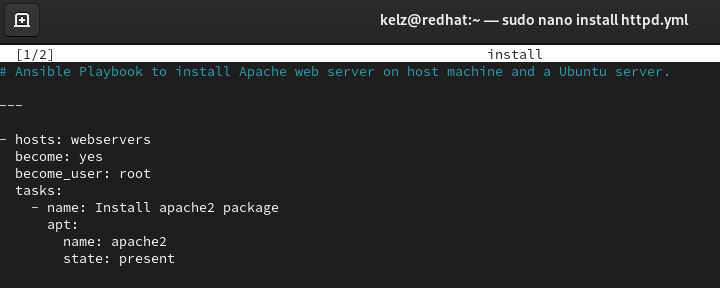 kelz@redhat:~ — sudo nano install httpd.yml
[1/2] install
# Ansible Playbook to install Apache web server on host machine and a Ubuntu server.
---
- hosts: webservers
become: yes
become_user: root
tasks:
- name: Install apache2 package
apt:
name: apache2
state: present